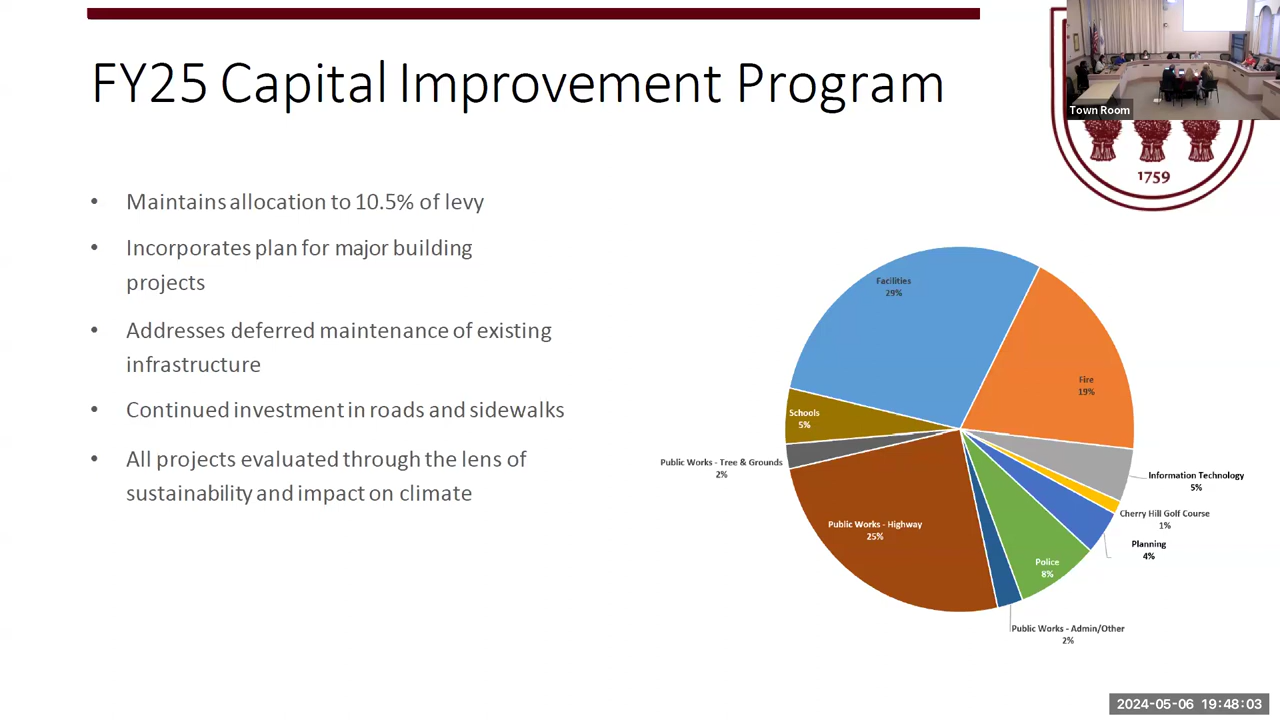 FY25 Capital Improvement Program
Town Room
1759
• Maintains allocation to 10.5% of levy
• Incorporates plan for major building
projects
• Addresses deferred maintenance of existing
infrastructure
• Continued investment in roads and sidewalks
• All projects evaluated through the lens of
sustainability and impact on climate
Facilities
29%
Fire
19%
Schools
5%
Public Works - Tree & Grounds
2%
Information Technology
5%
Cherry Hill Golf Course
1%
Public Works - Highway
25%
Planning
4%
Police
8%
Public Works - Admin/Other
2%
2024-05-06 19:48:03